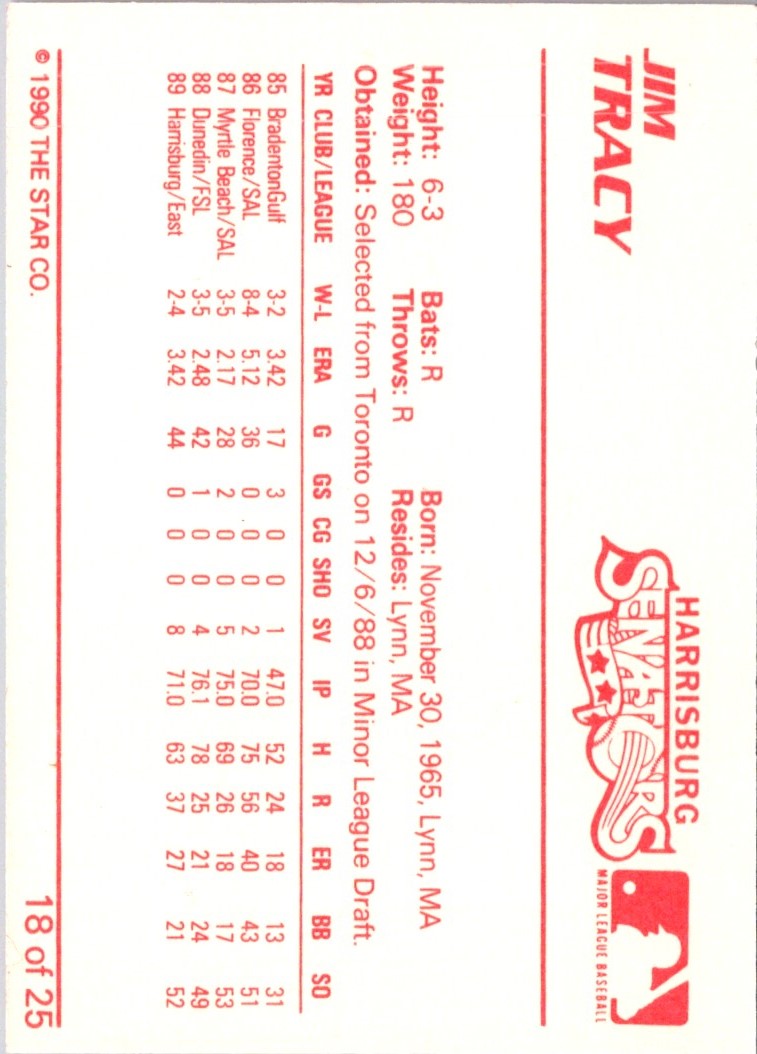 JIM
TRACY
HARRISBURG
SENATORS
MAJOR LEAGUE BASEBALL
Height: 6-3 Bats: R Born: November 30, 1965, Lynn, MA
Weight: 180 Throws: R Resides: Lynn, MA
Obtained: Selected from Toronto on 12/6/88 in Minor League Draft.
YR CLUB/LEAGUE W-L ERA G GS CG SHO SV IP H R ER BB SO
85 BradentonGulf 3-2 3.42 17 3 0 0 1 47.0 52 24 18 13 31
86 Florence/SAL 8-4 5.12 36 0 0 0 2 70.0 75 56 40 43 51
87 Myrtle Beach/SAL 3-5 2.17 28 2 0 0 5 75.0 69 26 18 17 53
88 Dunedin/FSL 3-5 2.48 42 1 0 0 4 76.1 78 25 21 24 49
89 Harrisburg/East 2-4 3.42 44 0 0 0 8 71.0 63 37 27 21 52
© 1990 THE STAR CO. 18 of 25